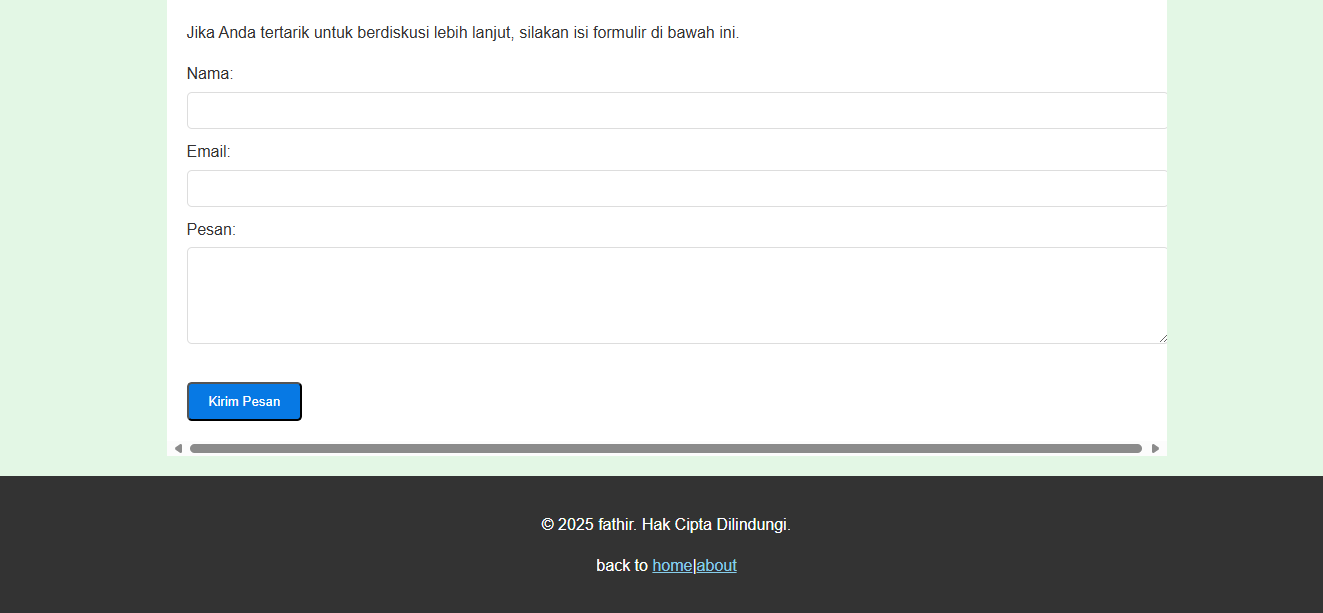 Jika Anda tertarik untuk berdiskusi lebih lanjut, silakan isi formulir di bawah ini.
Nama:
Email:
Pesan:
Kirim Pesan
© 2025 fathir. Hak Cipta Dilindungi.
back to home|about